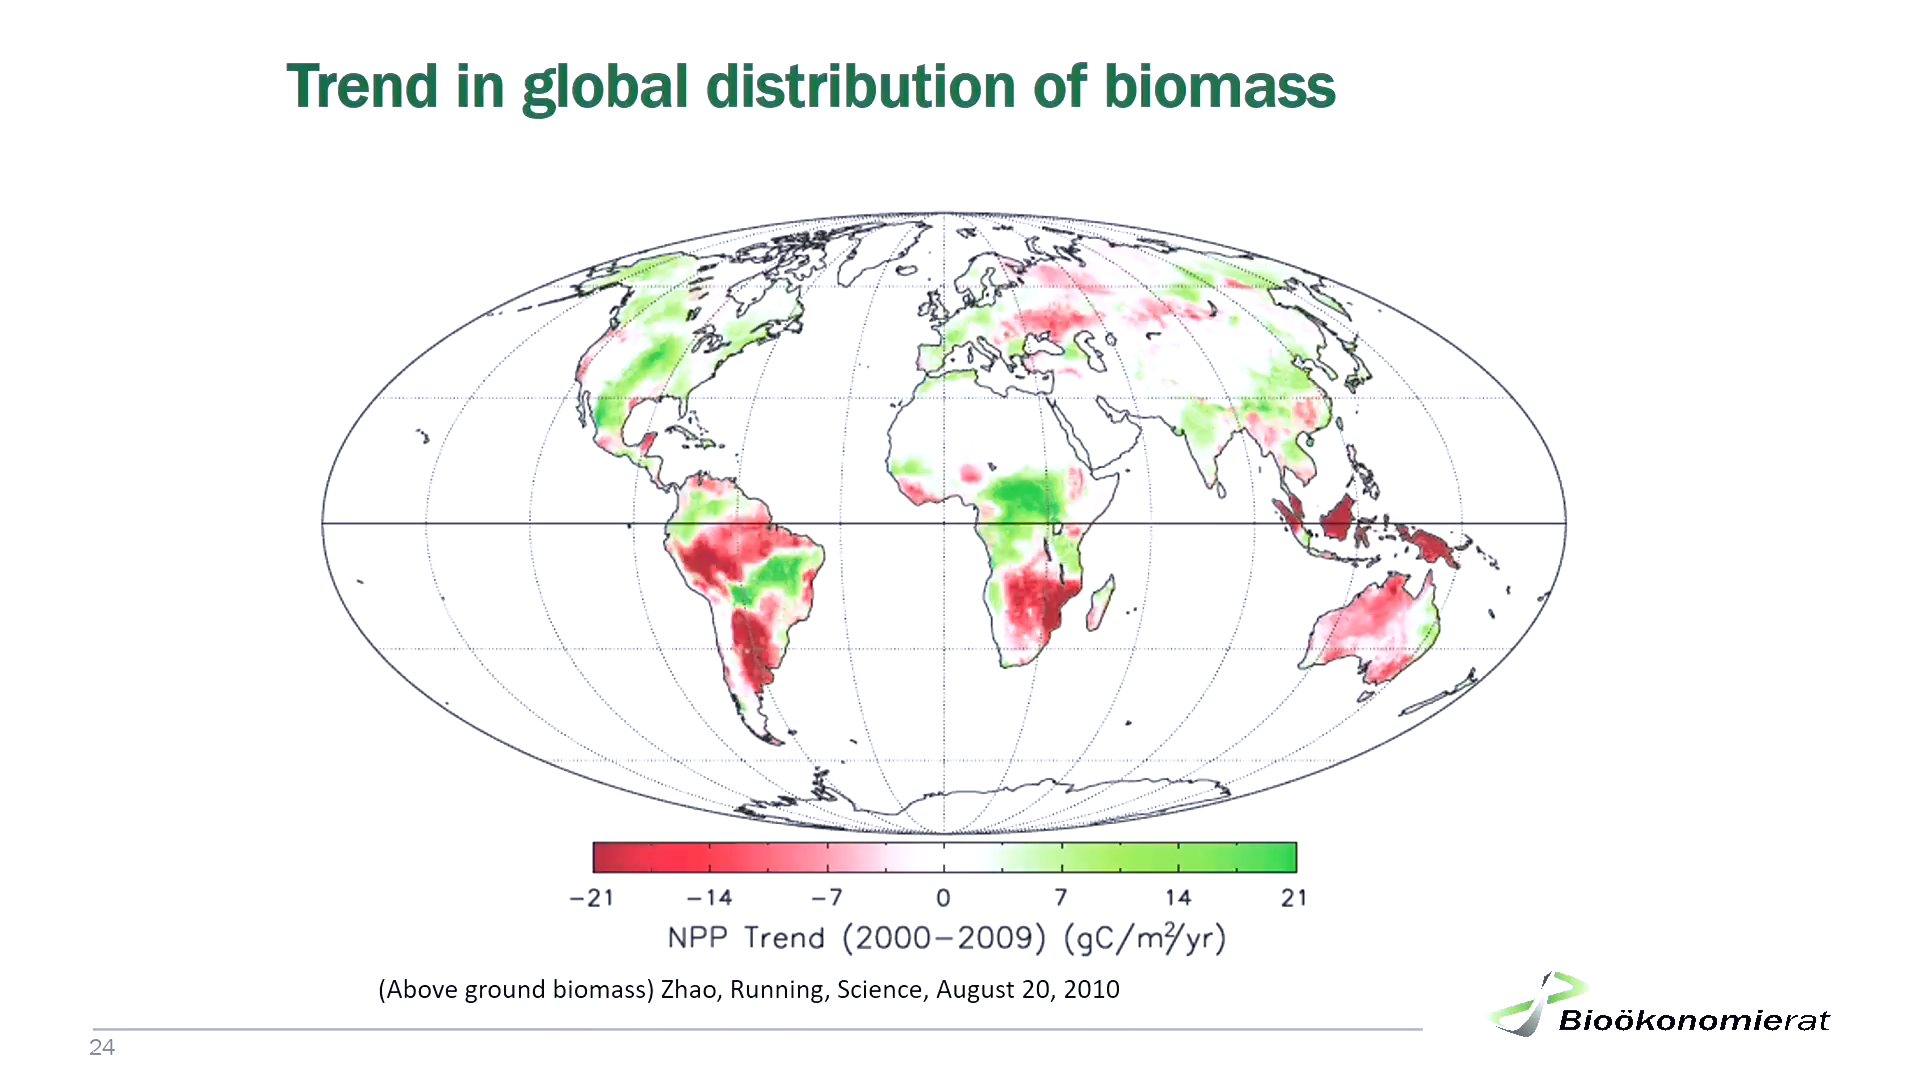 Trend in global distribution of biomass
−21 −14 −7 0 7 14 21
NPP Trend (2000−2009) (gC/m²/yr)
(Above ground biomass) Zhao, Running, Science, August 20, 2010
Bioökonomierat
24